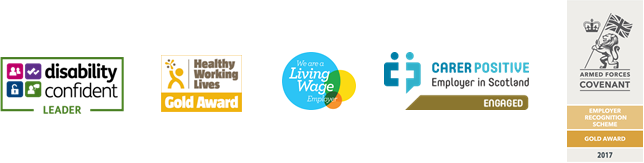 disability
confident
LEADER
Healthy
Working
Lives
Gold Award
We are a
Living
Wage
Employer
CARER POSITIVE
Employer in Scotland
ENGAGED
ARMED FORCES
COVENANT
EMPLOYER
RECOGNITION
SCHEME
GOLD AWARD
2017